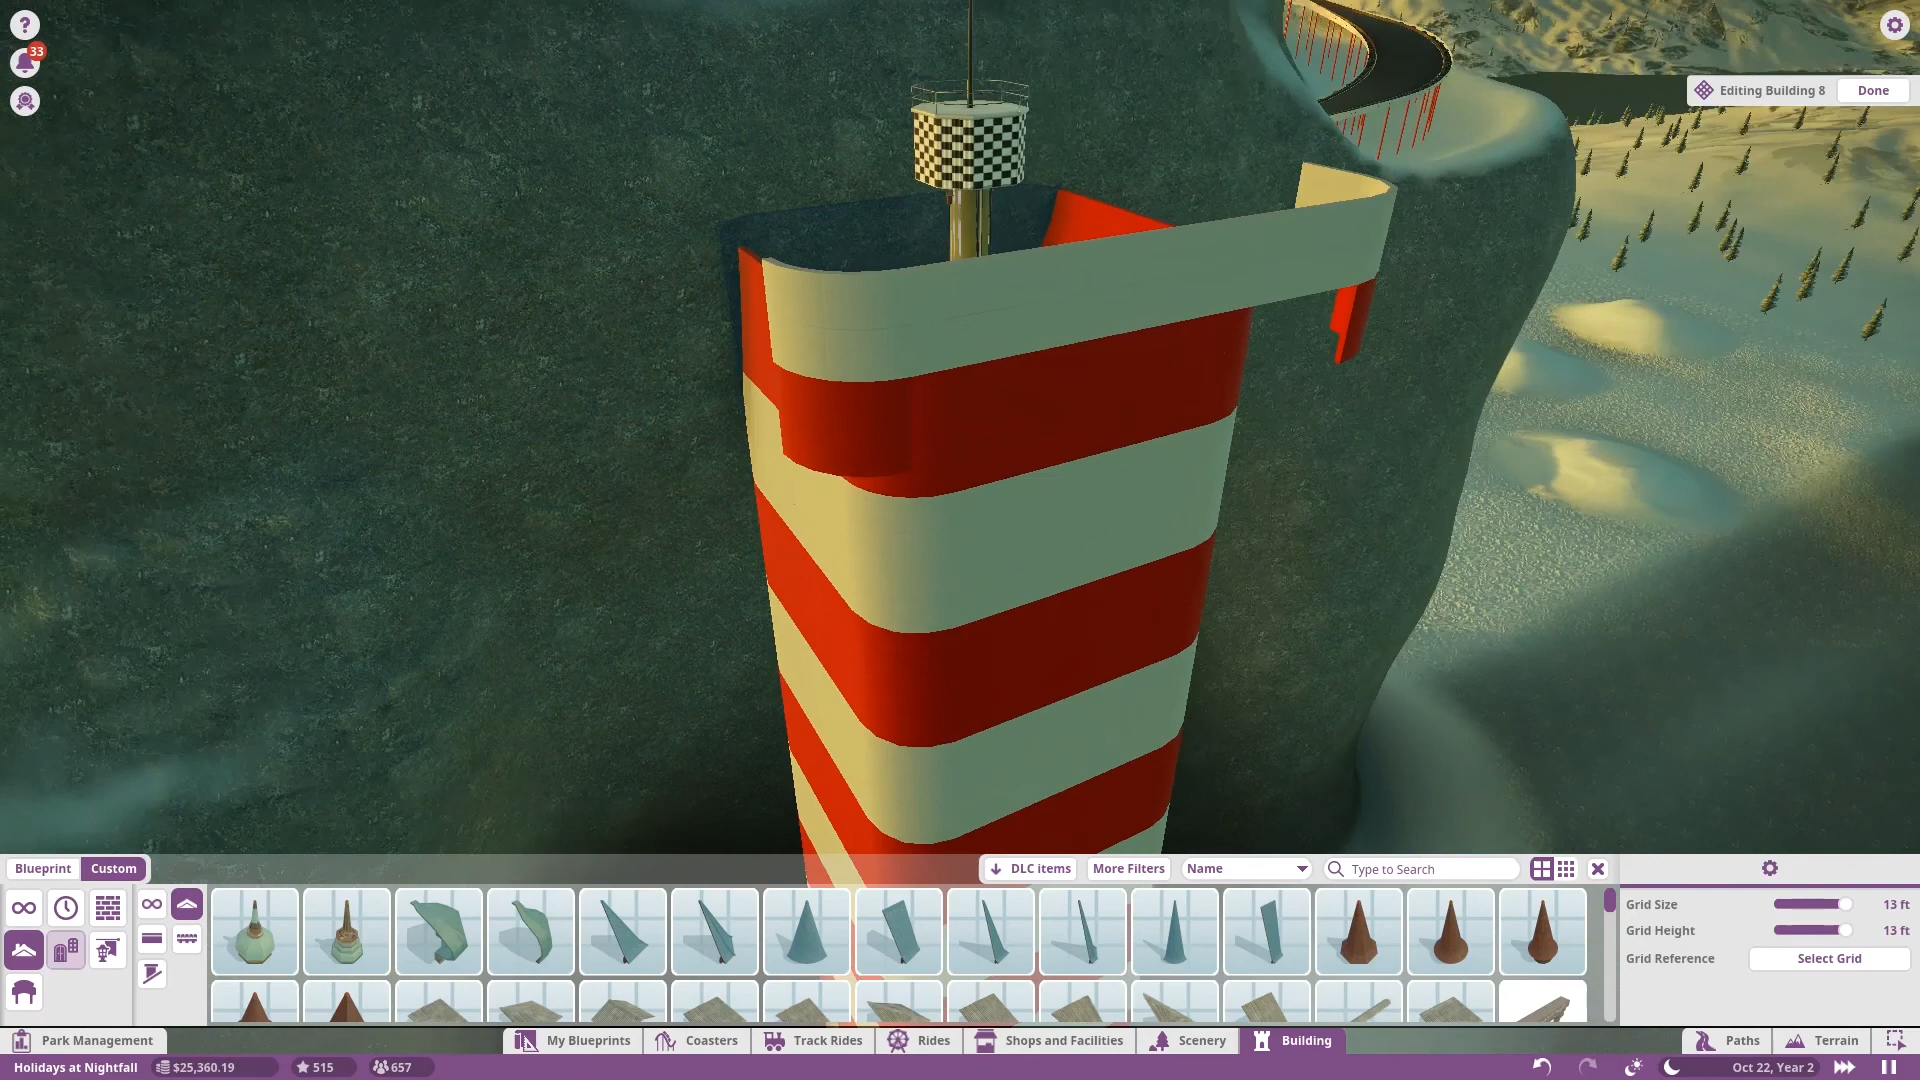 ?
33
Editing Building 8
Done
Blueprint
Custom
DLC items
More Filters
Name
Type to Search
Grid Size
13 ft
Grid Height
13 ft
Grid Reference
Select Grid
Park Management
My Blueprints
Coasters
Track Rides
Rides
Shops and Facilities
Scenery
Building
Paths
Terrain
Holidays at Nightfall
$25,360.19
515
657
Oct 22, Year 2